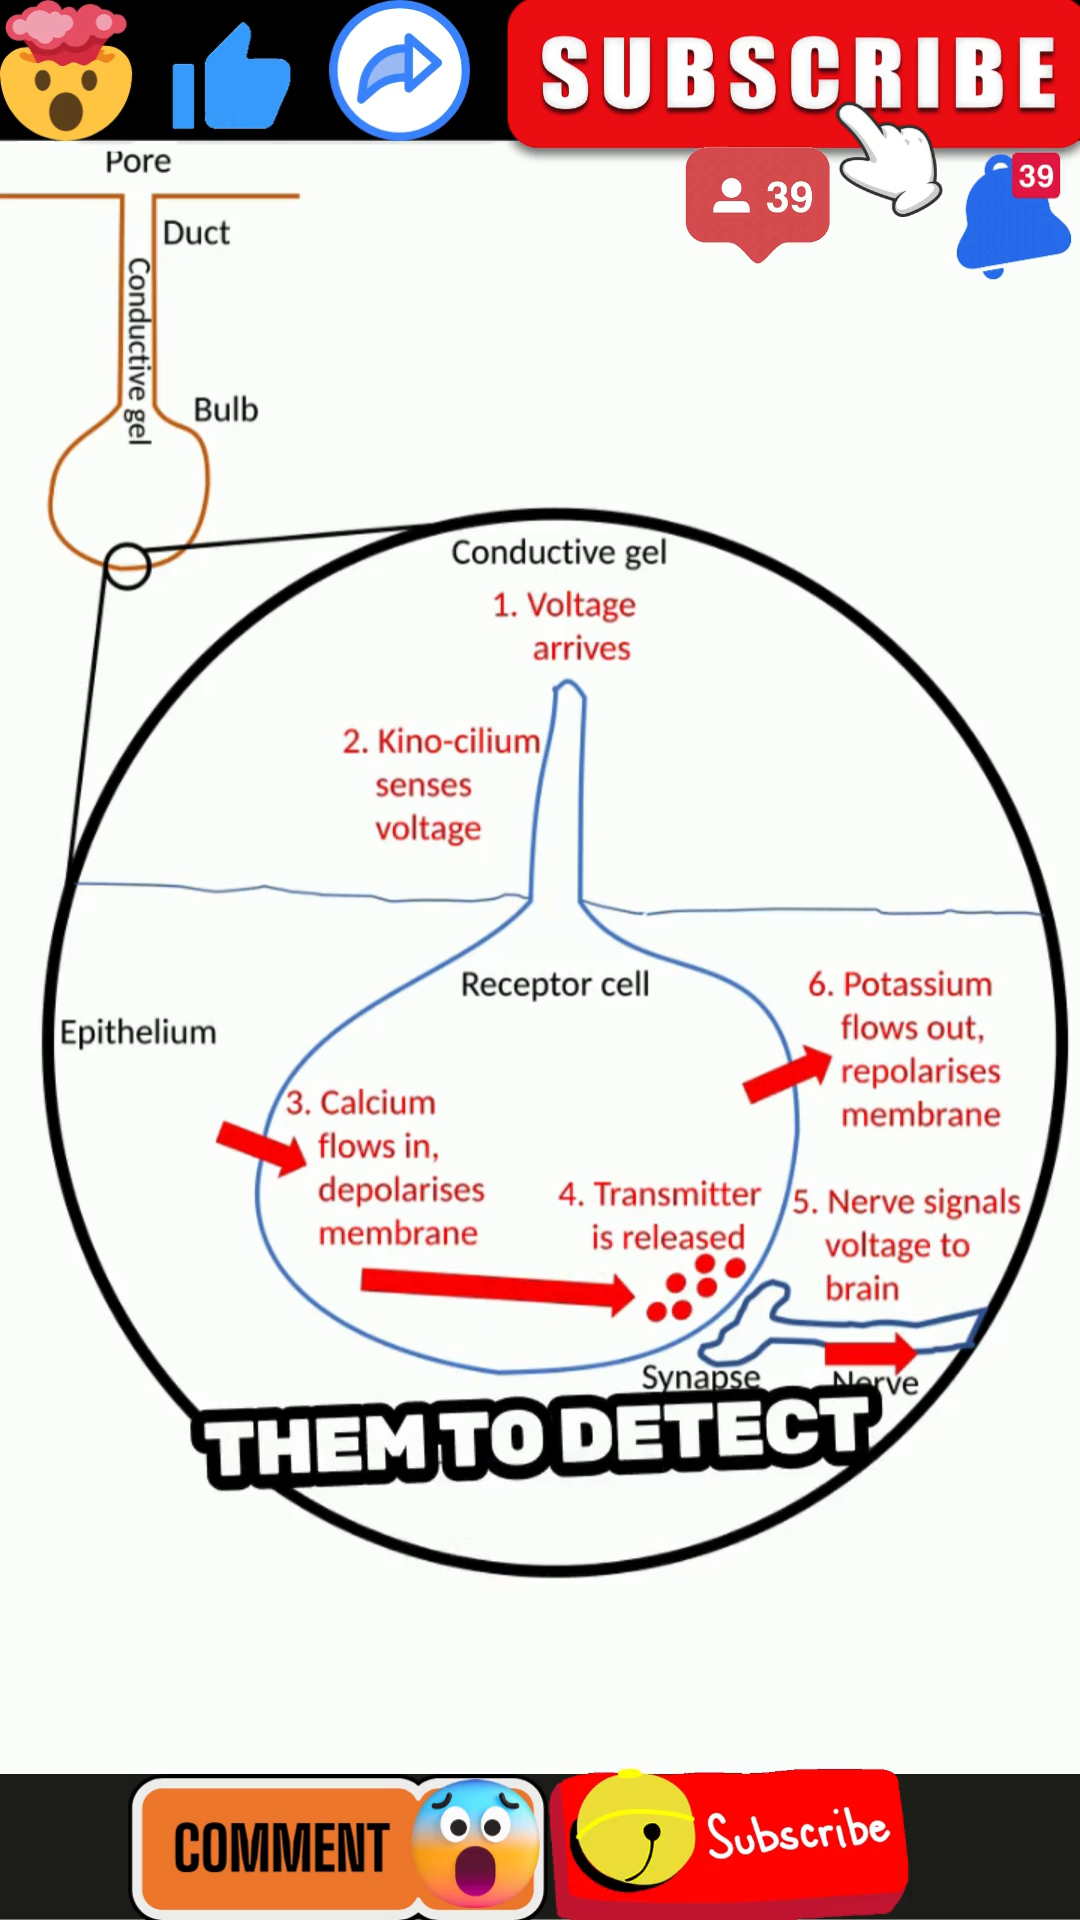 SUBSCRIBE
39
39
Pore
Duct
Conductive gel
Bulb
Conductive gel
1. Voltage
arrives
2. Kino-cilium
senses
voltage
Receptor cell
Epithelium
6. Potassium
flows out,
repolarises
membrane
3. Calcium
flows in,
depolarises
membrane
4. Transmitter
is released
5. Nerve signals
voltage to
brain
Synapse
Nerve
THEM TO DETECT
COMMENT
Subscribe